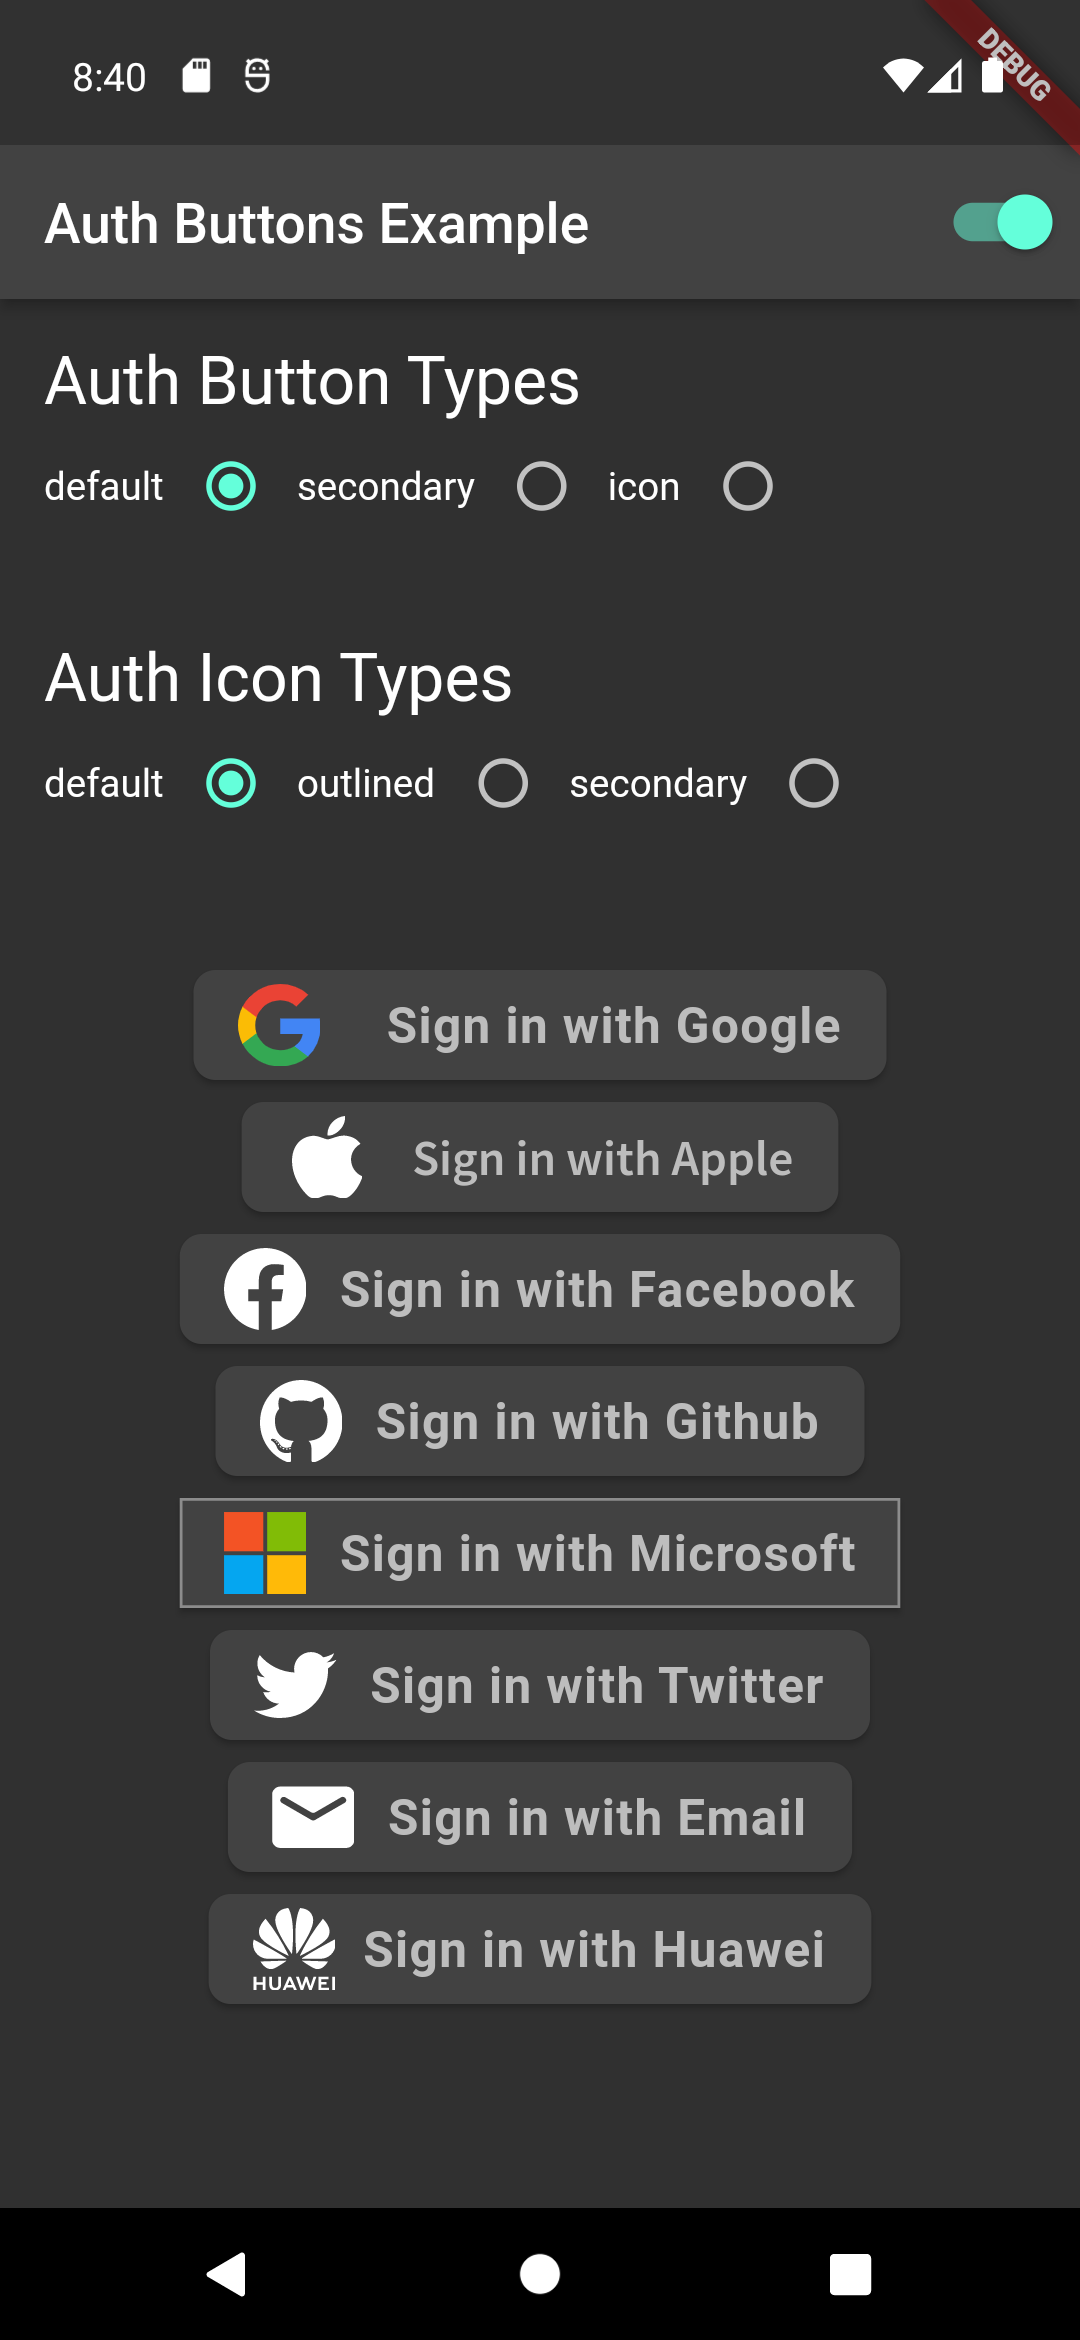 8:40
DEBUG
Auth Buttons Example
Auth Button Types
default secondary icon
Auth Icon Types
default outlined secondary
Sign in with Google
Sign in with Apple
Sign in with Facebook
Sign in with Github
Sign in with Microsoft
Sign in with Twitter
Sign in with Email
HUAWEI Sign in with Huawei